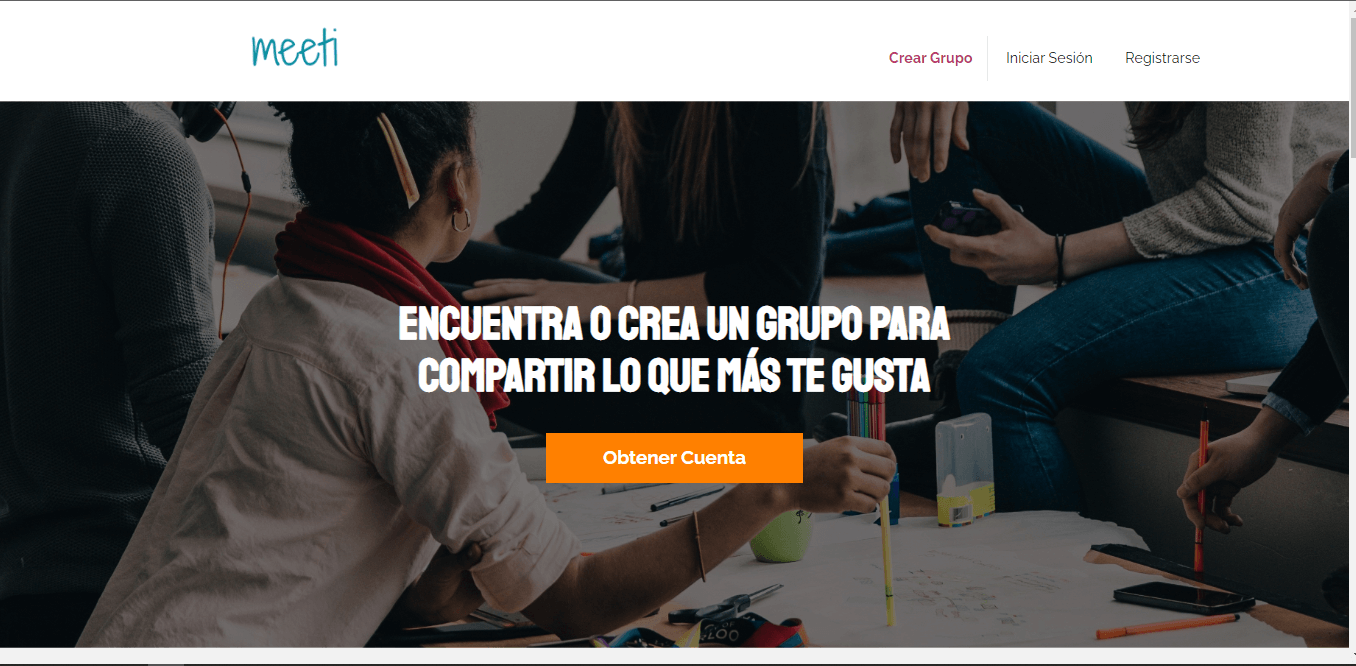 meeti
Crear Grupo
Iniciar Sesión
Registrarse
ENCUENTRA O CREA UN GRUPO PARA
COMPARTIR LO QUE MÁS TE GUSTA
Obtener Cuenta